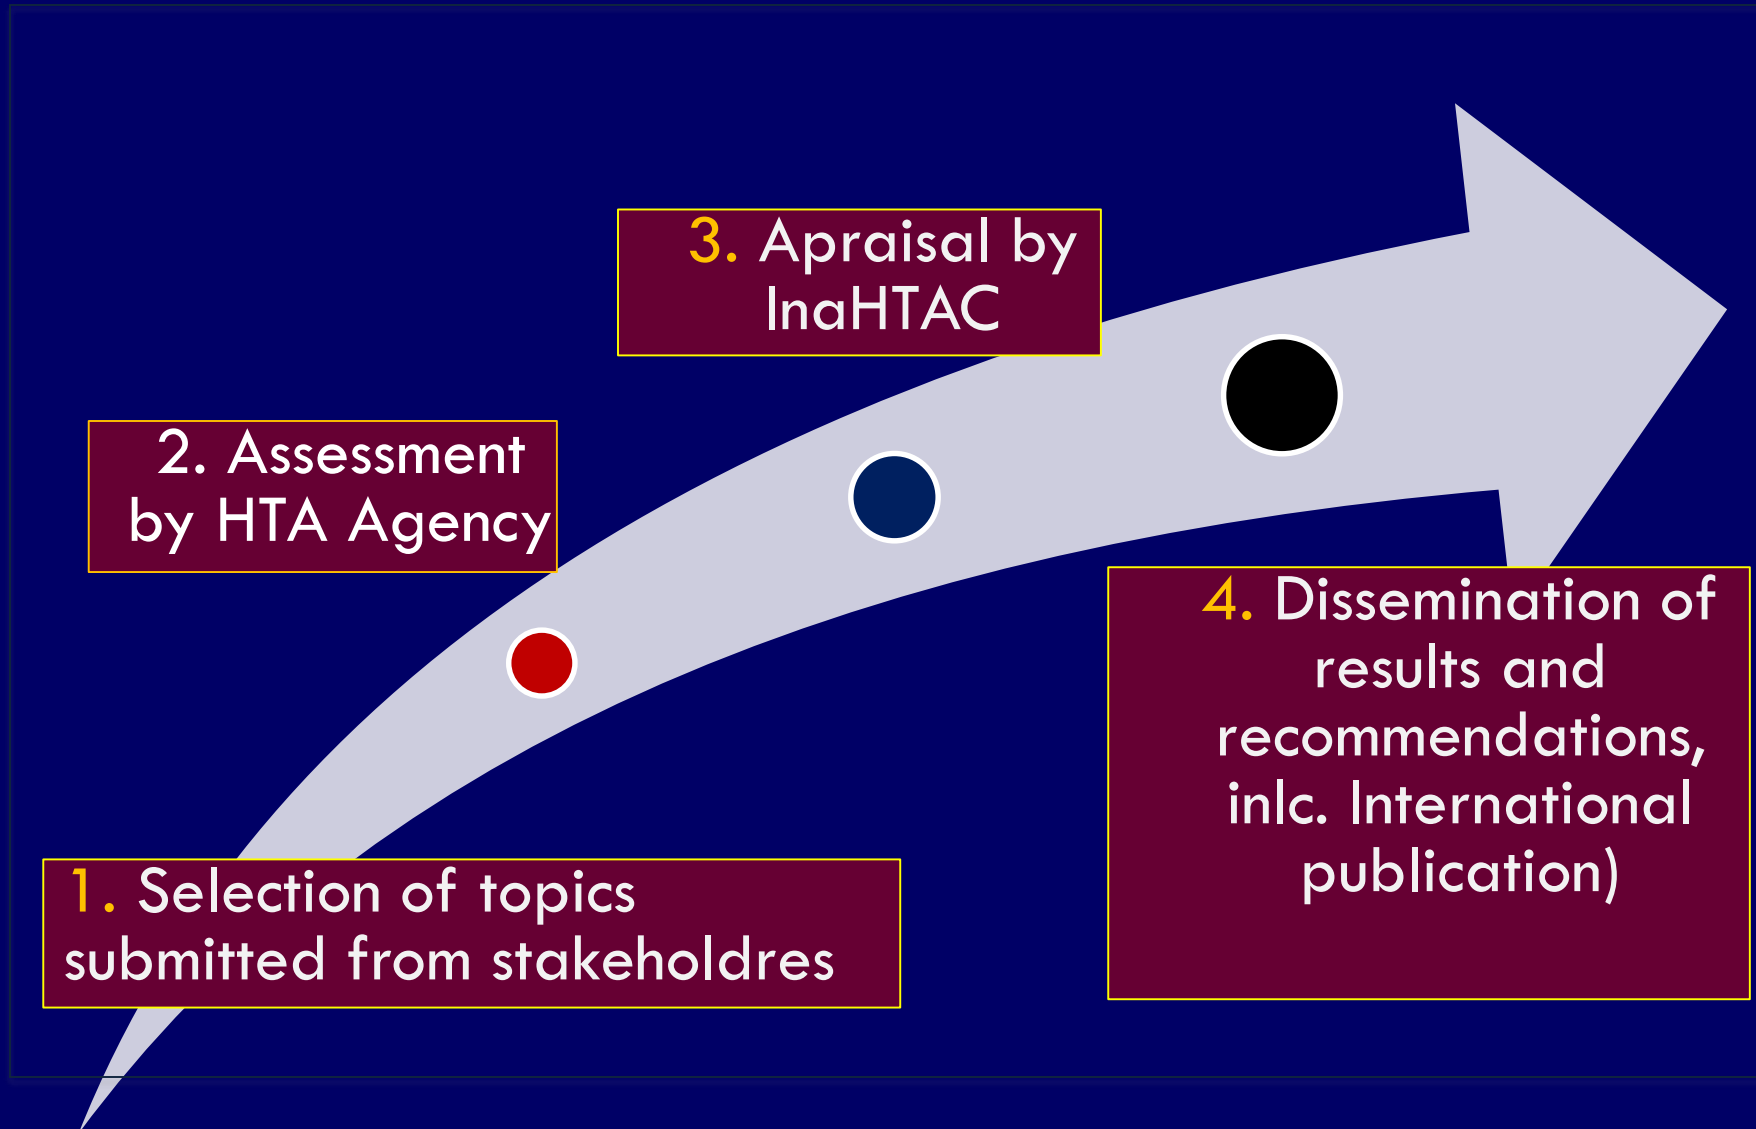 1. Selection of topics
submitted from stakeholdres
2. Assessment
by HTA Agency
3. Apraisal by
InaHTAC
4. Dissemination of
results and
recommendations,
inlc. International
publication)